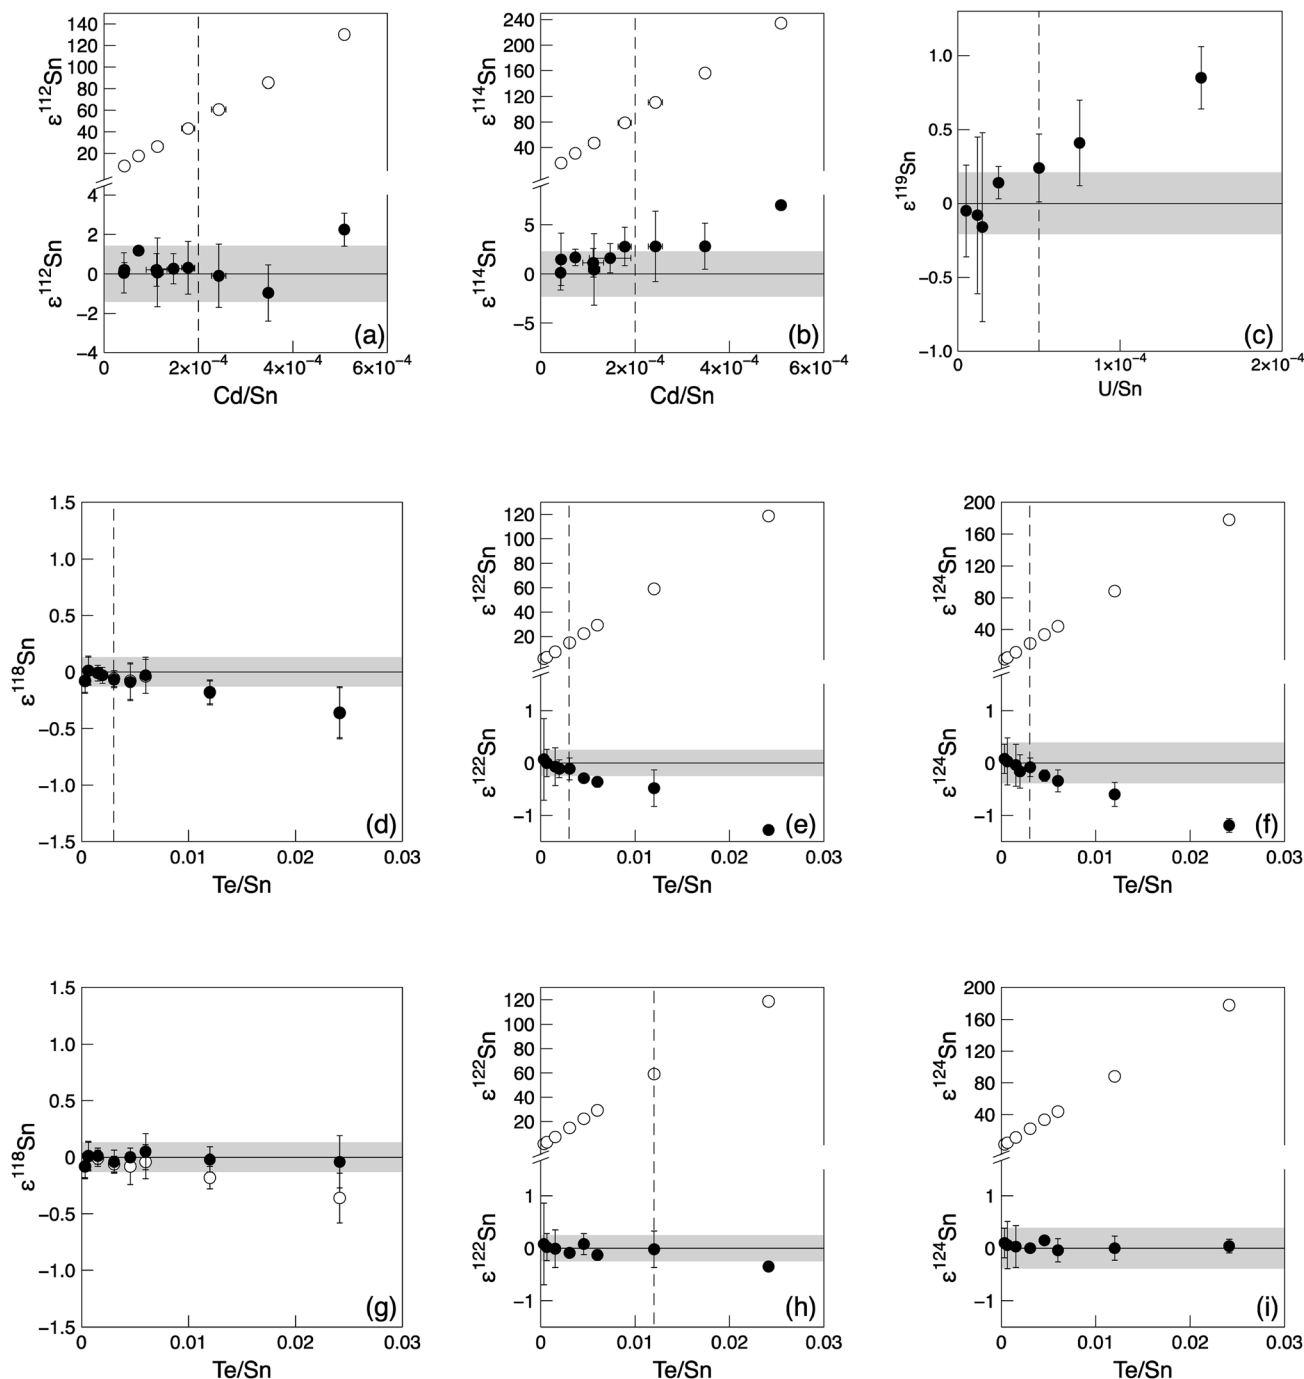 140
120
100
80
60
40
20
ε¹¹²Sn
4
2
0
−2
−4
ε¹¹²Sn
(a)
0 2×10⁻⁴ 4×10⁻⁴ 6×10⁻⁴
Cd/Sn
240
200
160
120
80
40
ε¹¹⁴Sn
5
0
−5
ε¹¹⁴Sn
(b)
0 2×10⁻⁴ 4×10⁻⁴ 6×10⁻⁴
Cd/Sn
1.0
0.5
0
−0.5
−1.0
ε¹¹⁹Sn
(c)
0 1×10⁻⁴ 2×10⁻⁴
U/Sn
1.5
1.0
0.5
0
−0.5
−1.0
−1.5
ε¹¹⁸Sn
(d)
0 0.01 0.02 0.03
Te/Sn
120
100
80
60
40
20
ε¹²²Sn
1
0
−1
ε¹²²Sn
(e)
0 0.01 0.02 0.03
Te/Sn
200
160
120
80
40
ε¹²⁴Sn
1
0
−1
ε¹²⁴Sn
(f)
0 0.01 0.02 0.03
Te/Sn
1.5
1.0
0.5
0
−0.5
−1.0
−1.5
ε¹¹⁸Sn
(g)
0 0.01 0.02 0.03
Te/Sn
120
100
80
60
40
20
ε¹²²Sn
1
0
−1
ε¹²²Sn
(h)
0 0.01 0.02 0.03
Te/Sn
200
160
120
80
40
ε¹²⁴Sn
1
0
−1
ε¹²⁴Sn
(i)
0 0.01 0.02 0.03
Te/Sn